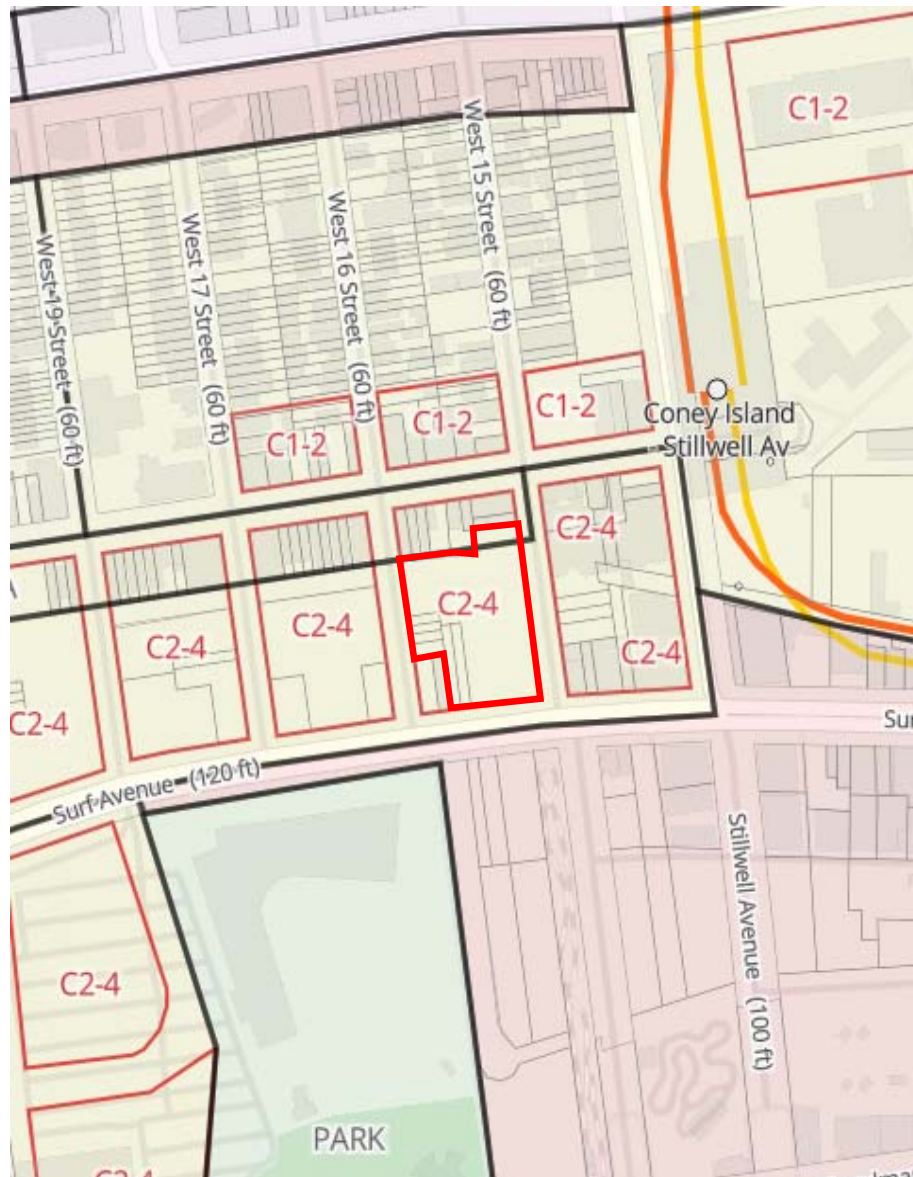 C1-2
West 15 Street (60 ft)
West 16 Street (60 ft)
West 17 Street (60 ft)
West 19 Street (60 ft)
C1-2
C1-2
C1-2
Coney Island
Stillwell Av
C2-4
C2-4
C2-4
C2-4
C2-4
C2-4
Surf Avenue (120 ft)
Stillwell Avenue (100 ft)
C2-4
PARK